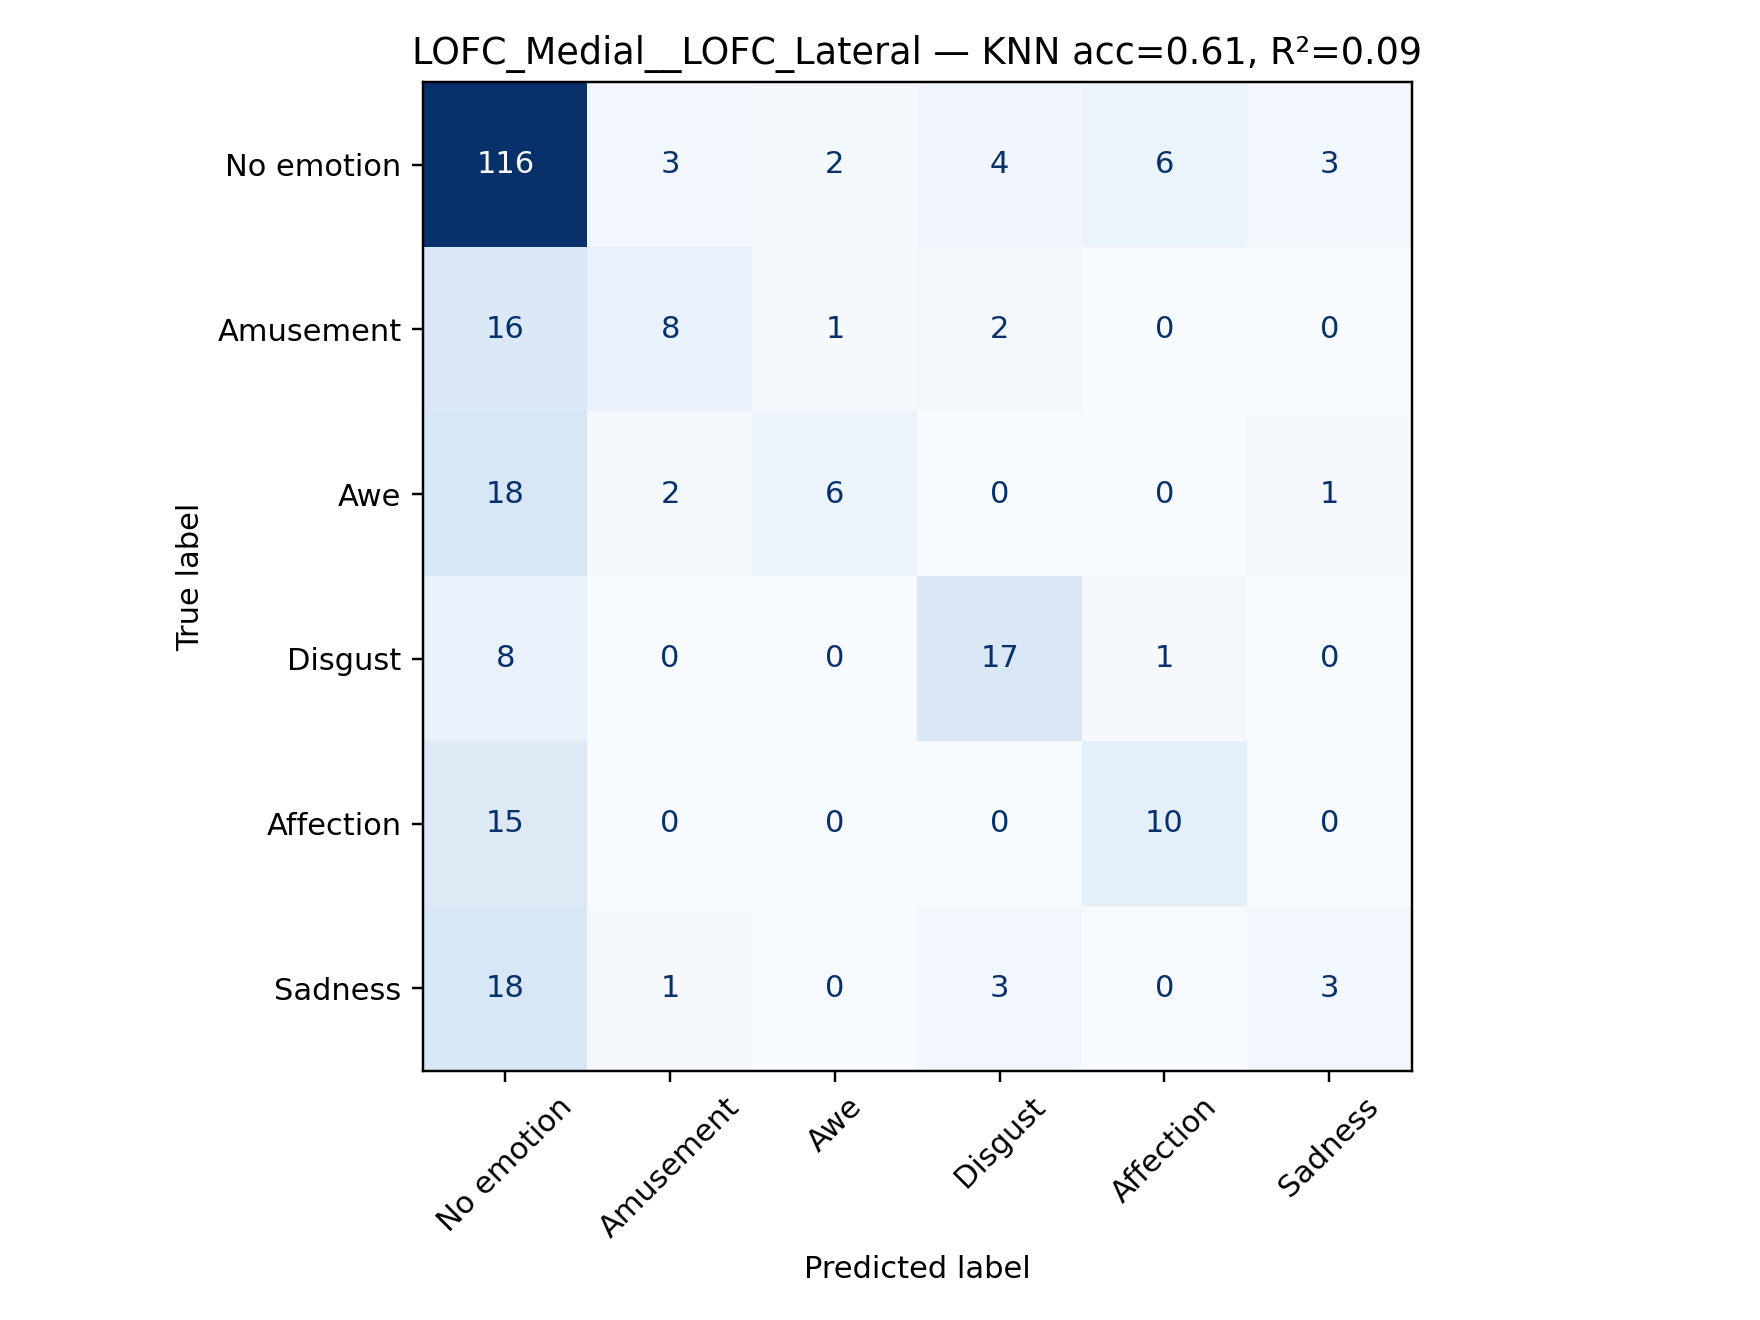 LOFC_Medial__LOFC_Lateral — KNN acc=0.61, R²=0.09
No emotion 116 3 2 4 6 3
Amusement 16 8 1 2 0 0
Awe 18 2 6 0 0 1
Disgust 8 0 0 17 1 0
Affection 15 0 0 0 10 0
Sadness 18 1 0 3 0 3
True label
No emotion Amusement Awe Disgust Affection Sadness
Predicted label